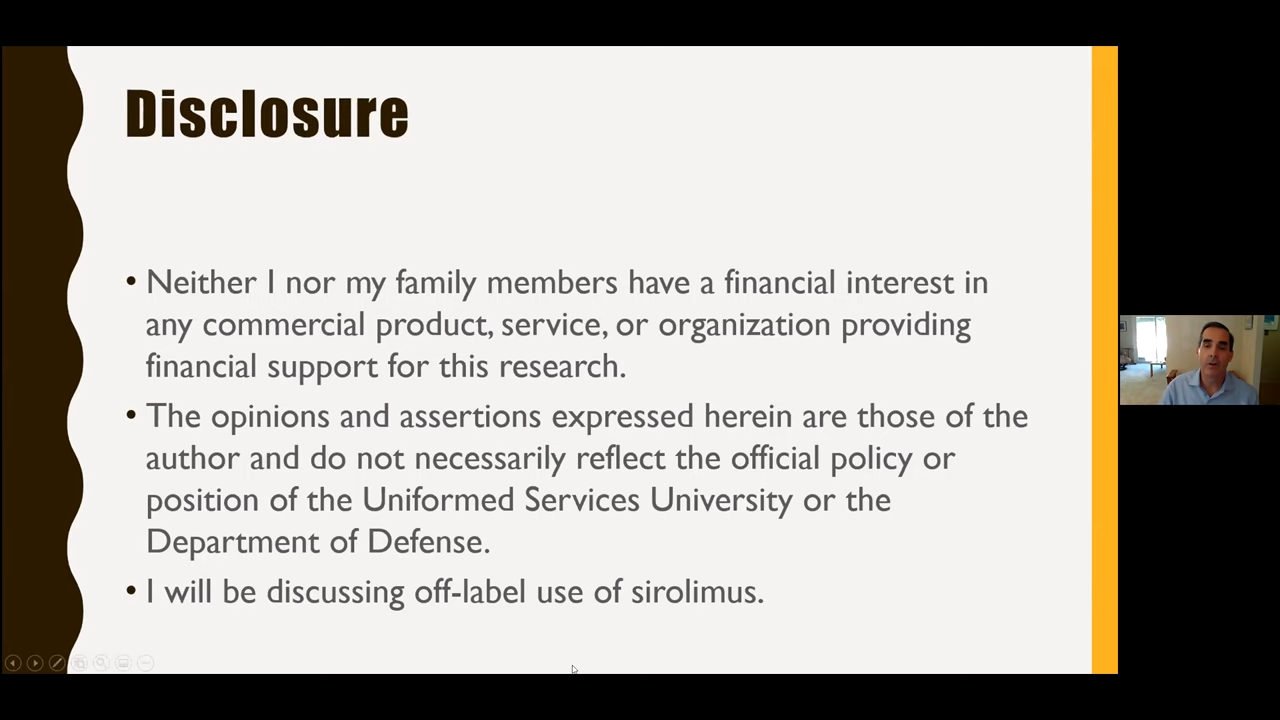 Disclosure
• Neither I nor my family members have a financial interest in
any commercial product, service, or organization providing
financial support for this research.
• The opinions and assertions expressed herein are those of the
author and do not necessarily reflect the official policy or
position of the Uniformed Services University or the
Department of Defense.
• I will be discussing off-label use of sirolimus.